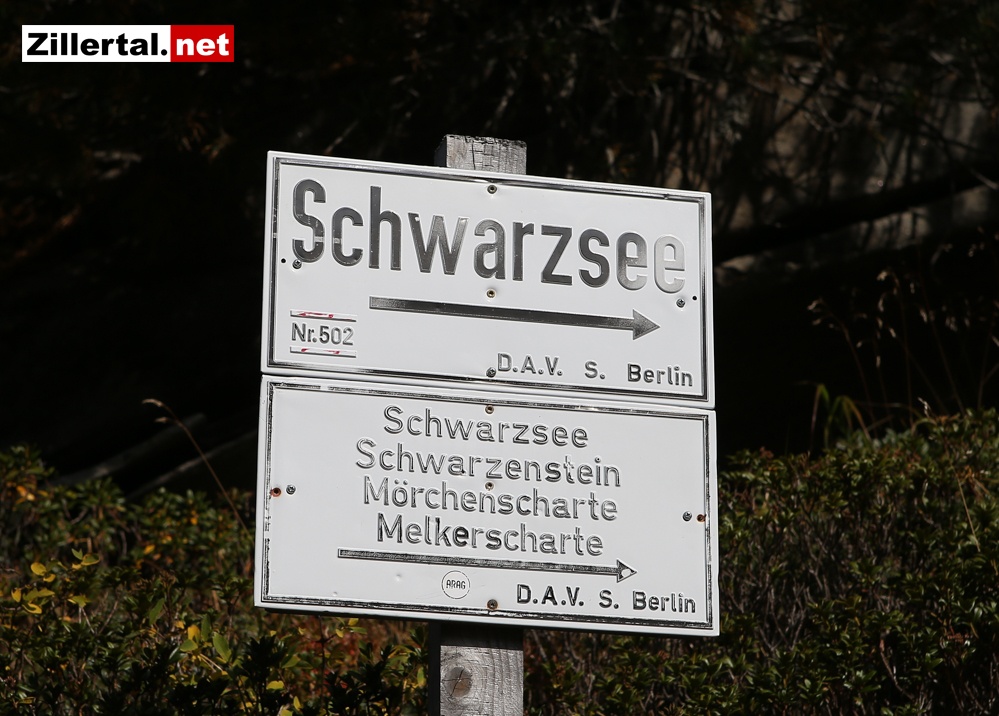 Zillertal.net
Schwarzsee
Nr.502
D.A.V. S. Berlin
Schwarzsee
Schwarzenstein
Mörchenscharte
Melkerscharte
ARAG
D.A.V. S. Berlin